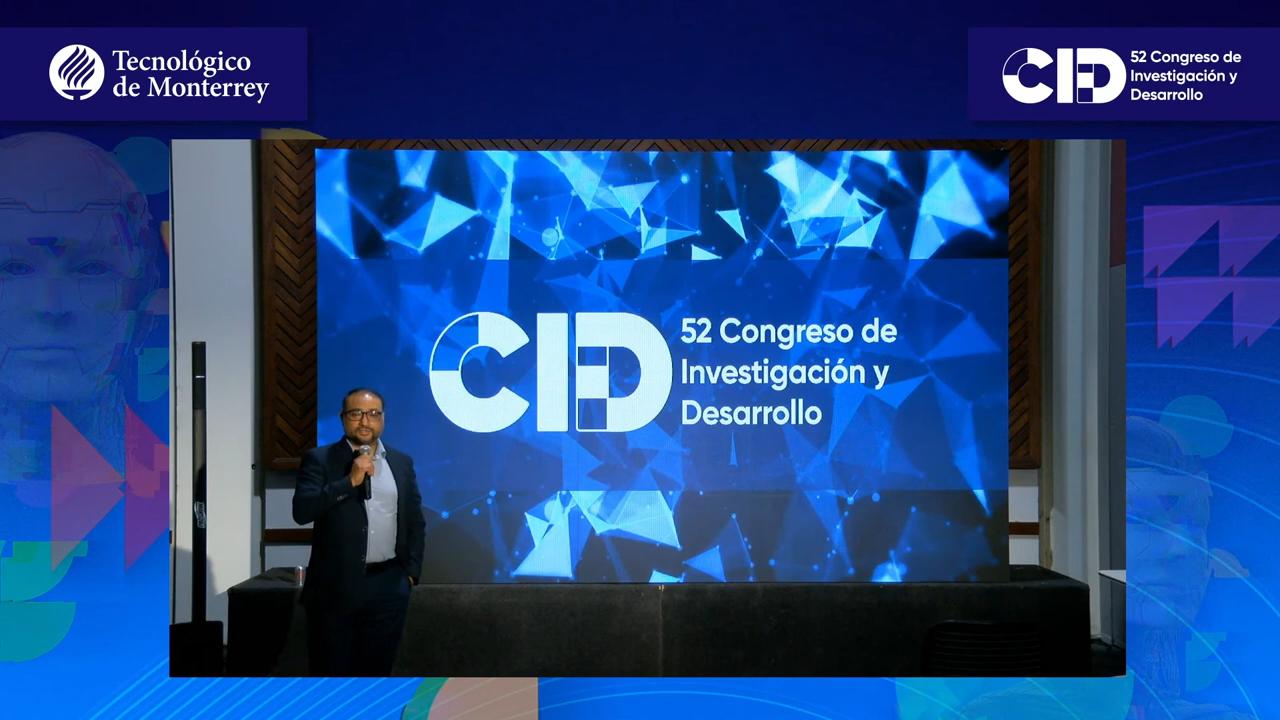 Tecnológico
de Monterrey
CID
52 Congreso de
Investigación y
Desarrollo
CID
52 Congreso de
Investigación y
Desarrollo